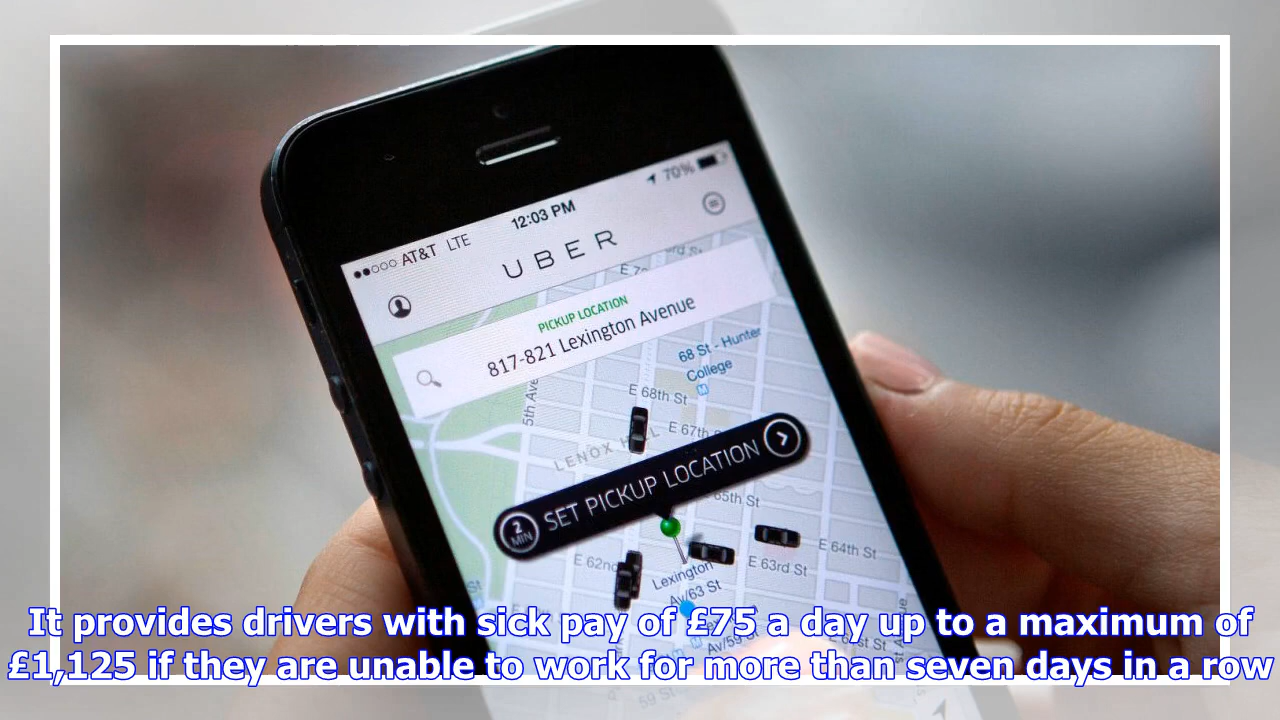 70%
12:03 PM
AT&T LTE
UBER
PICKUP LOCATION
817-821 Lexington Avenue
68 St - Hunter
College
E 68th St
5th Ave
E 67th
LENOX HILL
SET PICKUP LOCATION
2
MIN
65th St
E 64th St
E 63rd St
E 62nd
Lexington
Av/63 St
It provides drivers with sick pay of £75 a day up to a maximum of
£1,125 if they are unable to work for more than seven days in a row
59 St